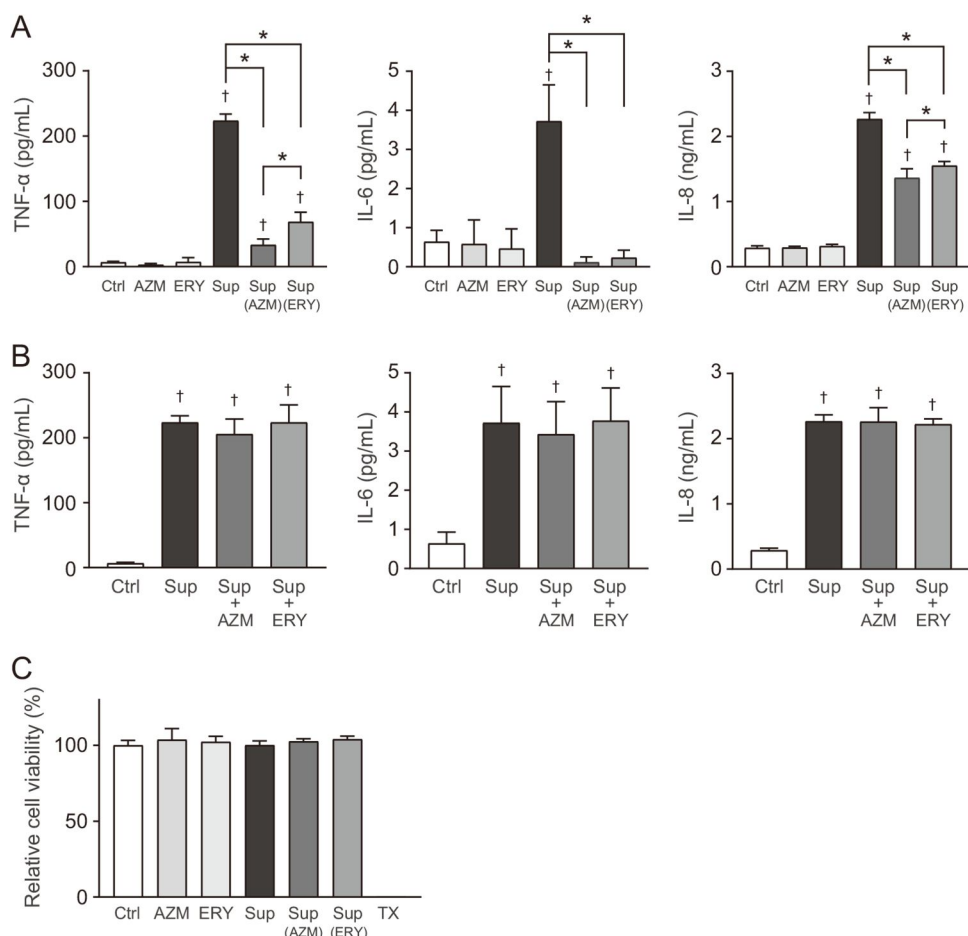 A
TNF-α (pg/mL)
300
200
100
0
*
*
*
†
†
†
Ctrl AZM ERY Sup Sup Sup
(AZM)(ERY)
IL-6 (pg/mL)
5
4
3
2
1
0
*
*
†
Ctrl AZM ERY Sup Sup Sup
(AZM)(ERY)
IL-8 (ng/mL)
3
2
1
0
*
*
*
†
†
†
Ctrl AZM ERY Sup Sup Sup
(AZM)(ERY)
B
TNF-α (pg/mL)
300
200
100
0
† † †
Ctrl Sup Sup Sup
+ +
AZM ERY
IL-6 (pg/mL)
5
4
3
2
1
0
† † †
Ctrl Sup Sup Sup
+ +
AZM ERY
IL-8 (ng/mL)
3
2
1
0
† † †
Ctrl Sup Sup Sup
+ +
AZM ERY
C
Relative cell viability (%)
100
50
0
Ctrl AZM ERY Sup Sup Sup TX
(AZM) (ERY)